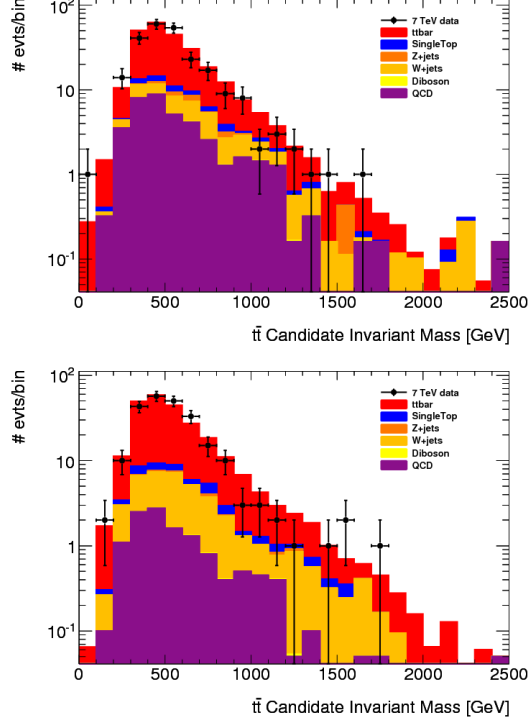 # evts/bin
10²
10
1
10⁻¹
7 TeV data
ttbar
SingleTop
Z+jets
W+jets
Diboson
QCD
0 500 1000 1500 2000 2500
tt̄ Candidate Invariant Mass [GeV]
# evts/bin
10²
10
1
10⁻¹
7 TeV data
ttbar
SingleTop
Z+jets
W+jets
Diboson
QCD
0 500 1000 1500 2000 2500
tt̄ Candidate Invariant Mass [GeV]